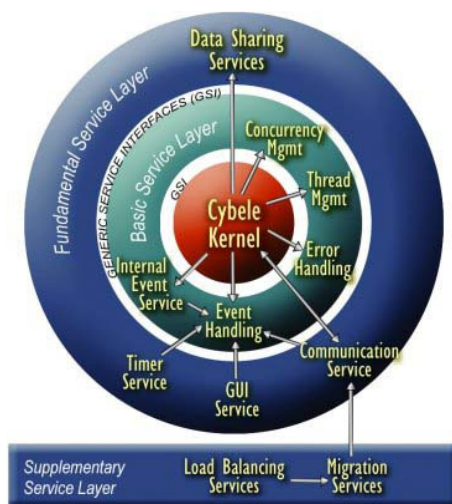 Data Sharing
Services
Fundamental Service Layer
GENERIC SERVICE INTERFACES (GSI)
Basic Service Layer
GSI
Concurrency
Mgmt
Thread
Mgmt
Cybele
Kernel
Error
Handling
Internal
Event
Service
Event
Handling
Timer
Service
GUI
Service
Communication
Service
Supplementary
Service Layer
Load Balancing
Services
Migration
Services